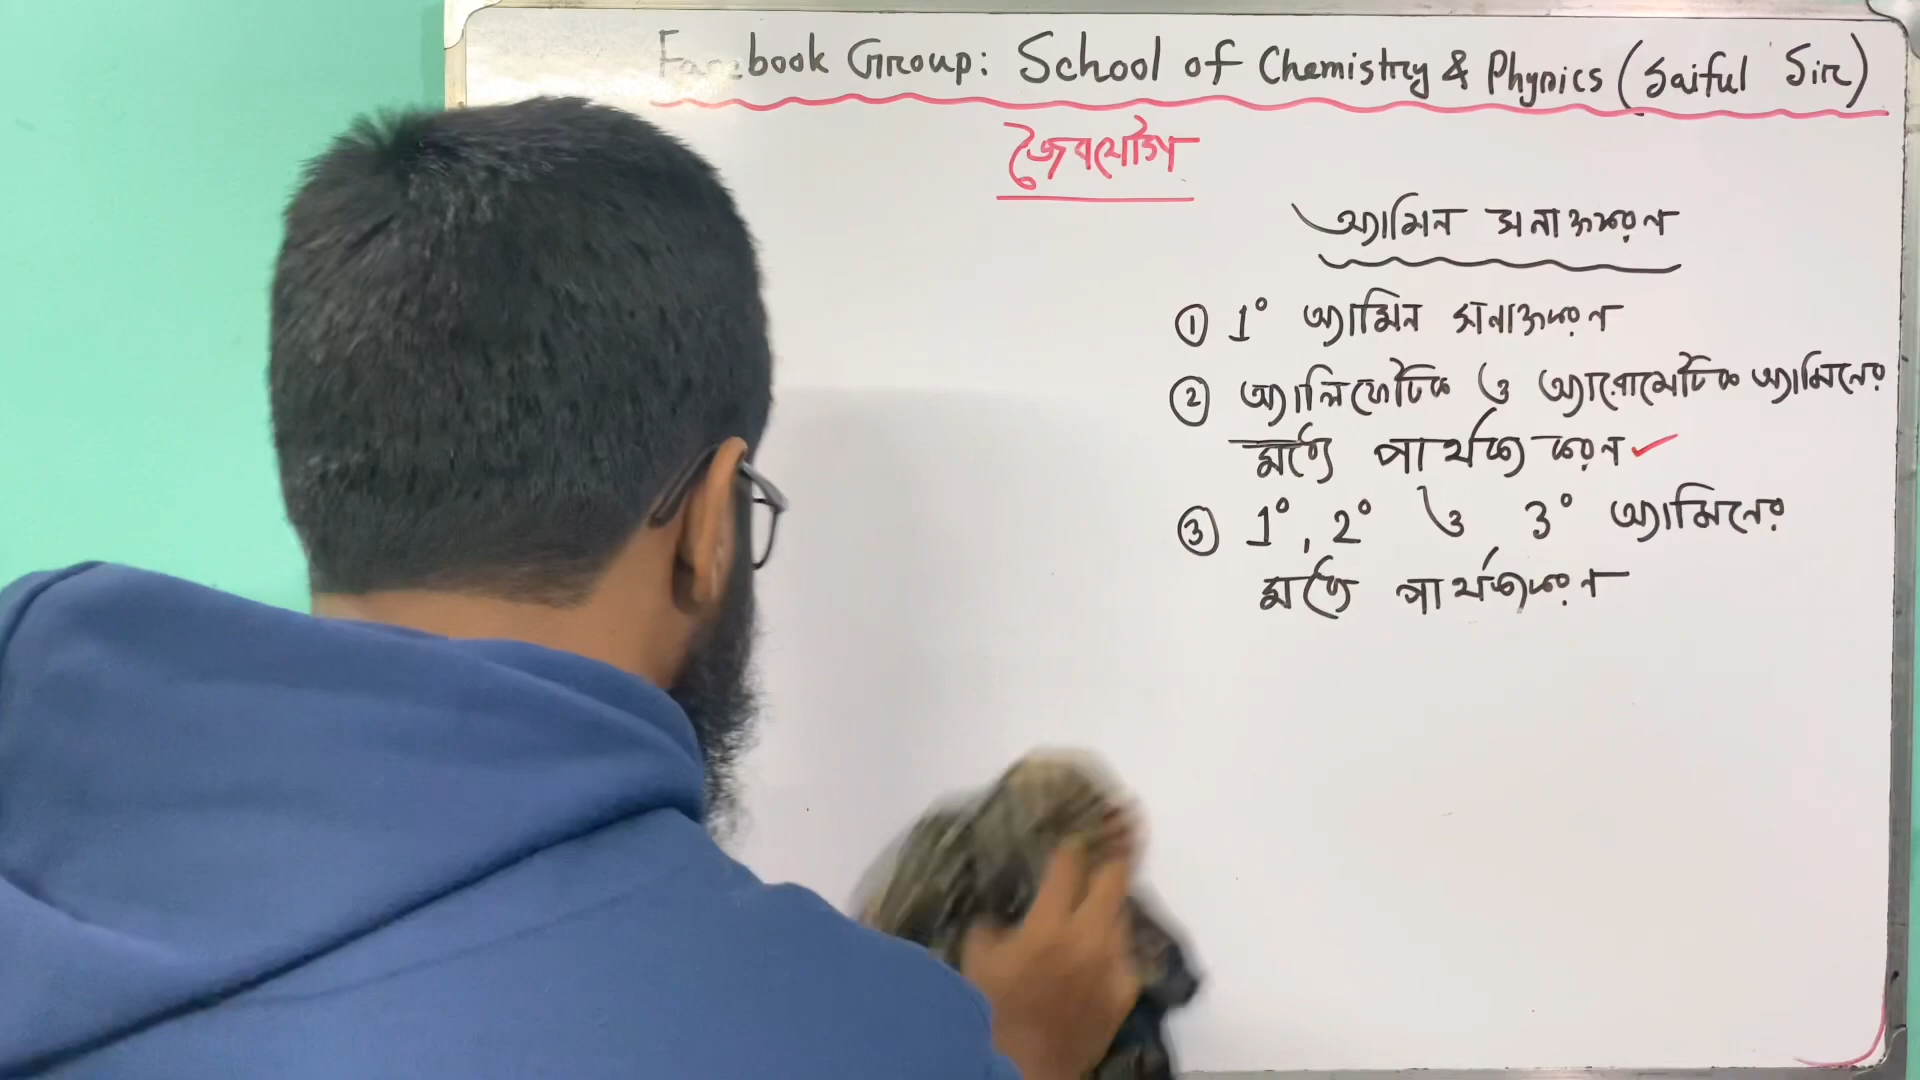 Facebook Group: School of Chemistry & Physics (Saiful Sir)
জৈবযৌগ
অ্যামিন সনাক্তকরণ
① 1° অ্যামিন সনাক্তকরণ
② অ্যালিফেটিক ও অ্যারোমেটিক অ্যামিনের
মধ্যে পার্থক্য করণ ✓
③ 1°, 2° ও 3° অ্যামিনের
মধ্যে পার্থক্যকরণ